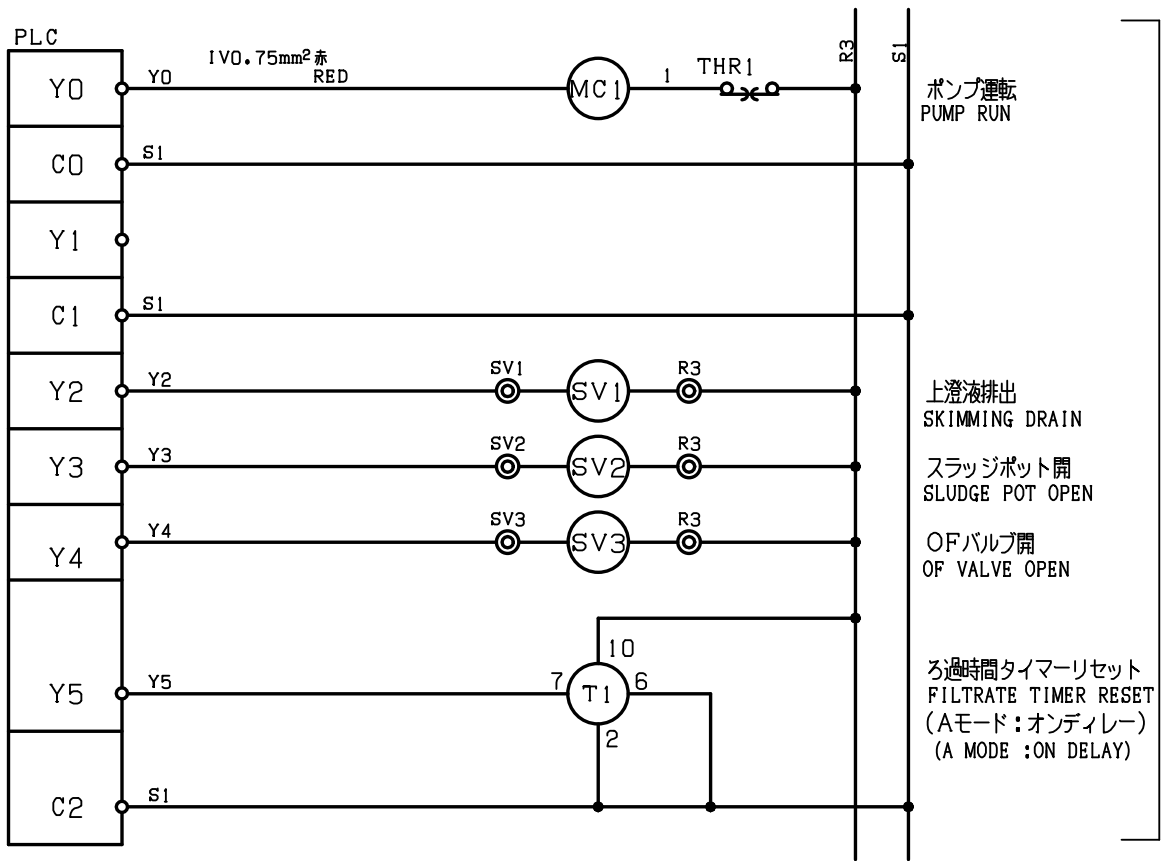 PLC
R3
S1
IV0.75mm²赤
RED
Y0
Y0
MC1
1
THR1
ポンプ運転
PUMP RUN
C0
S1
Y1
C1
S1
Y2
Y2
SV1
SV1
R3
上澄液排出
SKIMMING DRAIN
Y3
Y3
SV2
SV2
R3
スラッジポット開
SLUDGE POT OPEN
Y4
Y4
SV3
SV3
R3
OFバルブ開
OF VALVE OPEN
Y5
Y5
10
7
T1
6
2
ろ過時間タイマーリセット
FILTRATE TIMER RESET
(Aモード:オンディレー)
(A MODE :ON DELAY)
C2
S1